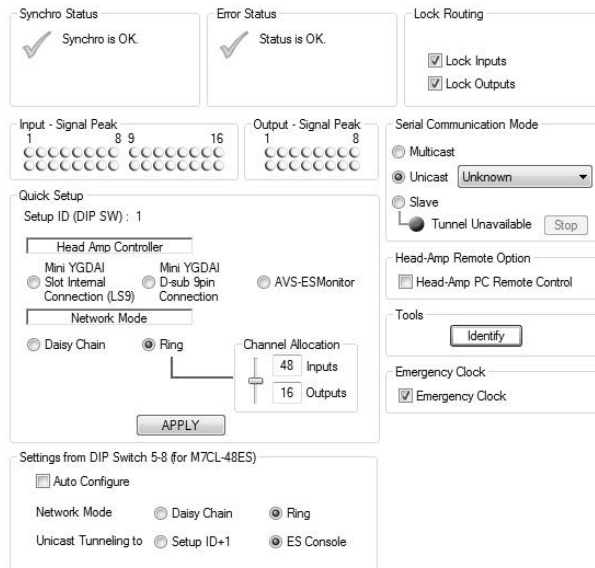 Synchro Status
Synchro is OK.
Error Status
Status is OK.
Lock Routing
Lock Inputs
Lock Outputs
Input - Signal Peak
1 8 9 16
Output - Signal Peak
1 8
Serial Communication Mode
Multicast
Unicast Unknown
Slave
Tunnel Unavailable Stop
Quick Setup
Setup ID (DIP SW) : 1
Head Amp Controller
Mini YGDAI
Slot Internal
Connection (LS9)
Mini YGDAI
D-sub 9pin
Connection
AVS-ESMonitor
Network Mode
Daisy Chain
Ring
Channel Allocation
48 Inputs
16 Outputs
APPLY
Head-Amp Remote Option
Head-Amp PC Remote Control
Tools
Identify
Emergency Clock
Emergency Clock
Settings from DIP Switch 5-8 (for M7CL-48ES)
Auto Configure
Network Mode Daisy Chain Ring
Unicast Tunneling to Setup ID+1 ES Console